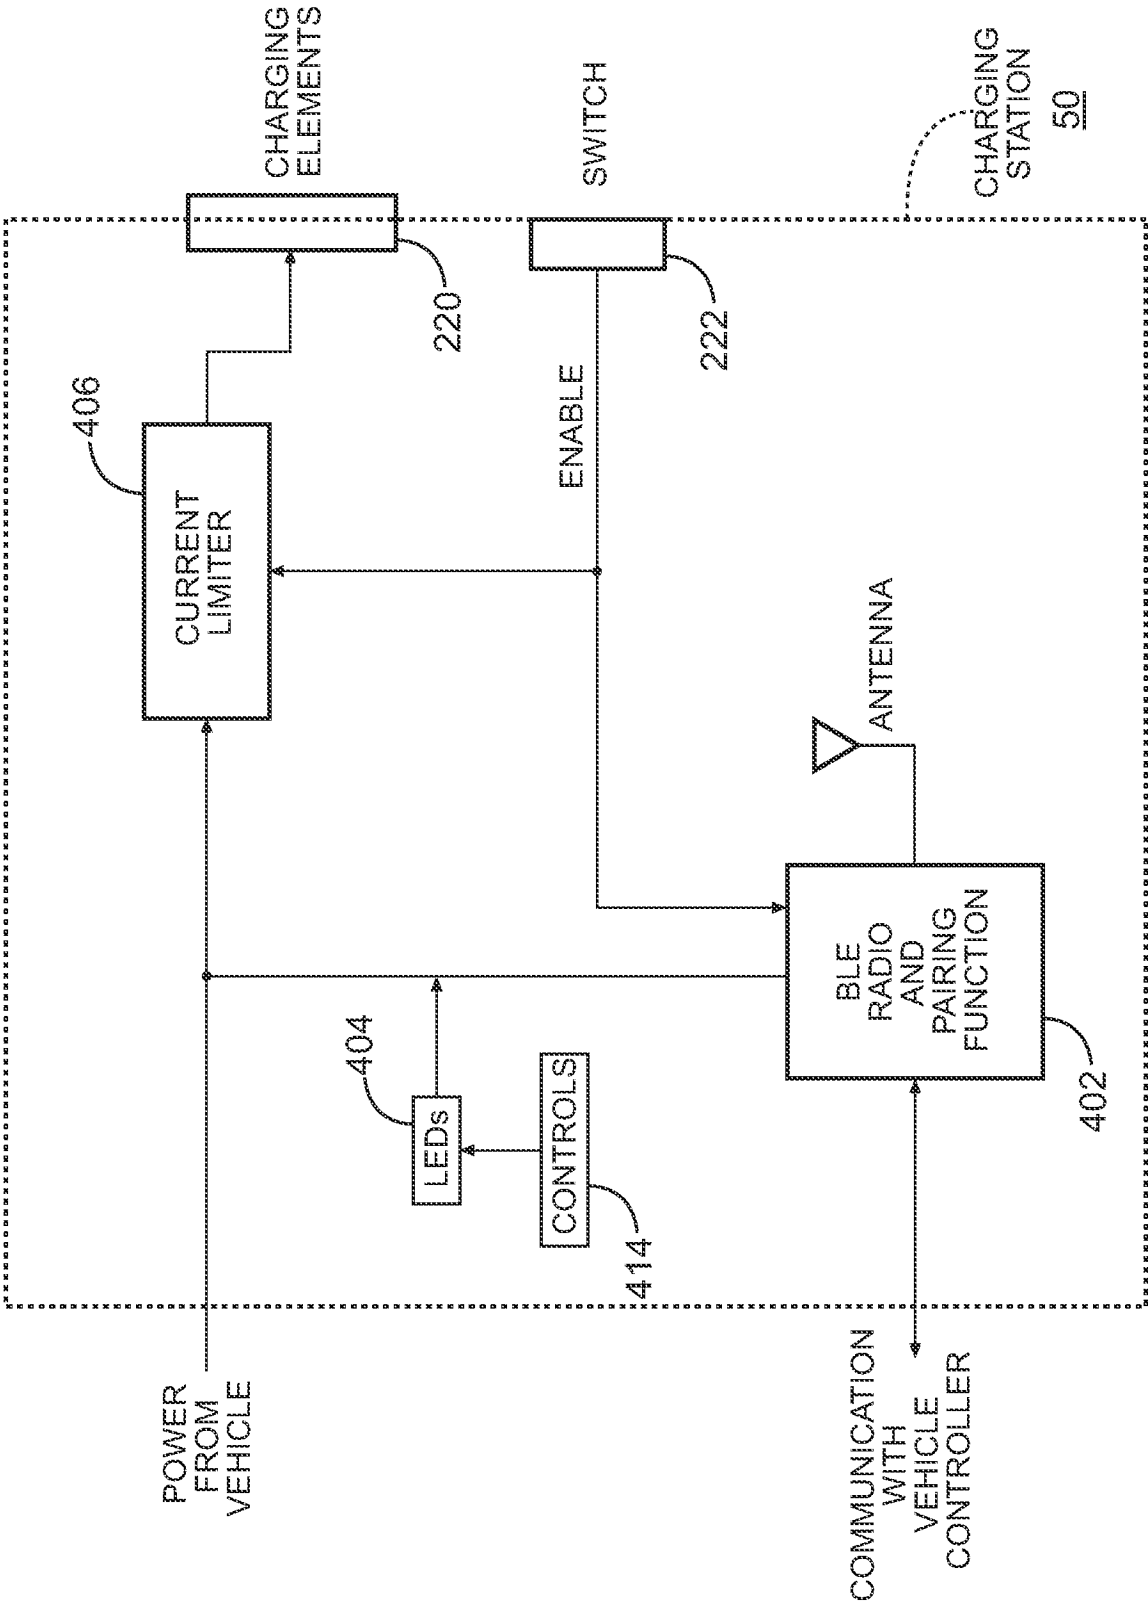 POWER
FROM
VEHICLE
406
CURRENT
LIMITER
CHARGING
ELEMENTS
220
404
LEDs
CONTROLS
414
ENABLE
SWITCH
222
COMMUNICATION
WITH
VEHICLE
CONTROLLER
BLE
RADIO
AND
PAIRING
FUNCTION
402
ANTENNA
CHARGING
STATION
50